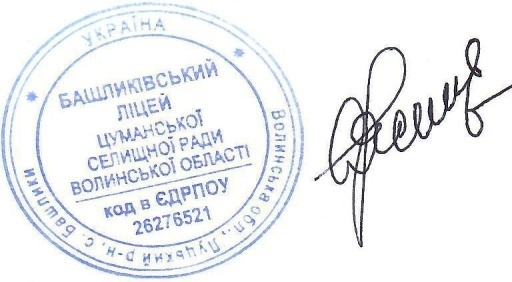 УКРАЇНА
БАШЛИКІВСЬКИЙ
ЛІЦЕЙ
ЦУМАНСЬКОЇ
СЕЛИЩНОЇ РАДИ
ВОЛИНСЬКОЇ ОБЛАСТІ
код в ЄДРПОУ
26276521
Волинська обл., Луцький р-н, с. Башлики